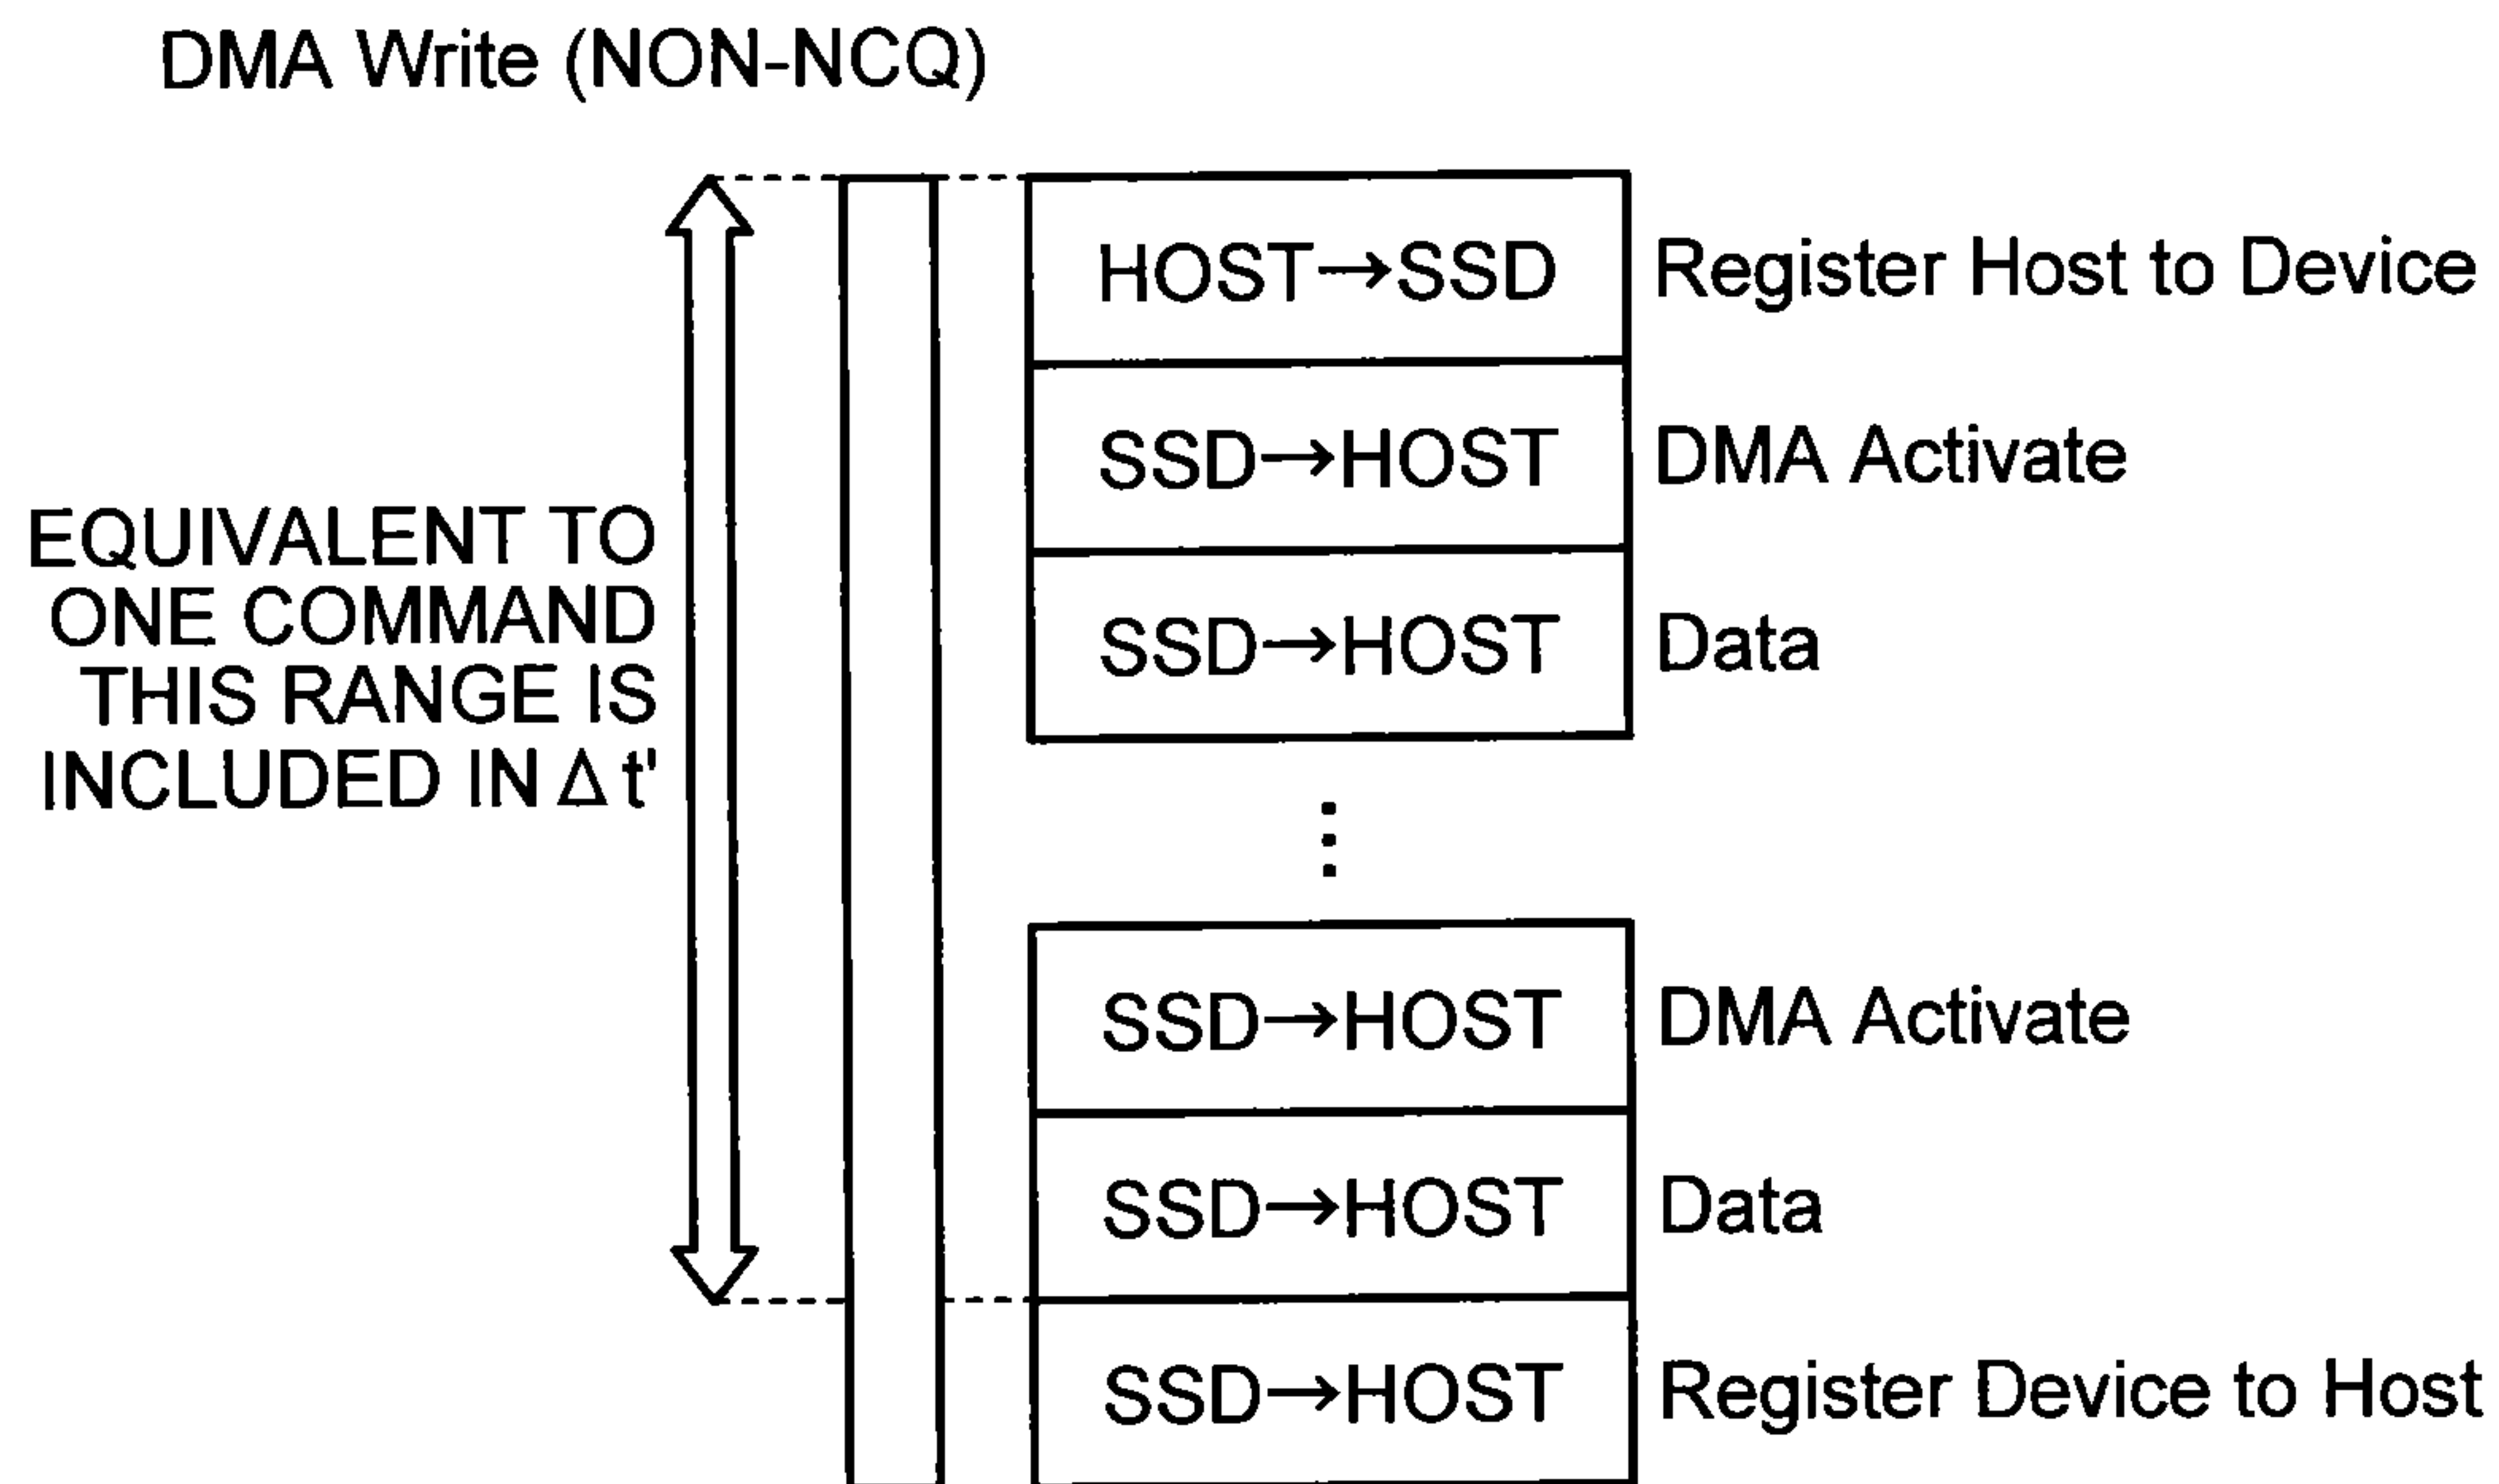 DMA Write (NON-NCQ)
HOST→SSD Register Host to Device
SSD→HOST DMA Activate
EQUIVALENT TO
ONE COMMAND
THIS RANGE IS
INCLUDED IN Δt'
SSD→HOST Data
⋮
SSD→HOST DMA Activate
SSD→HOST Data
SSD→HOST Register Device to Host